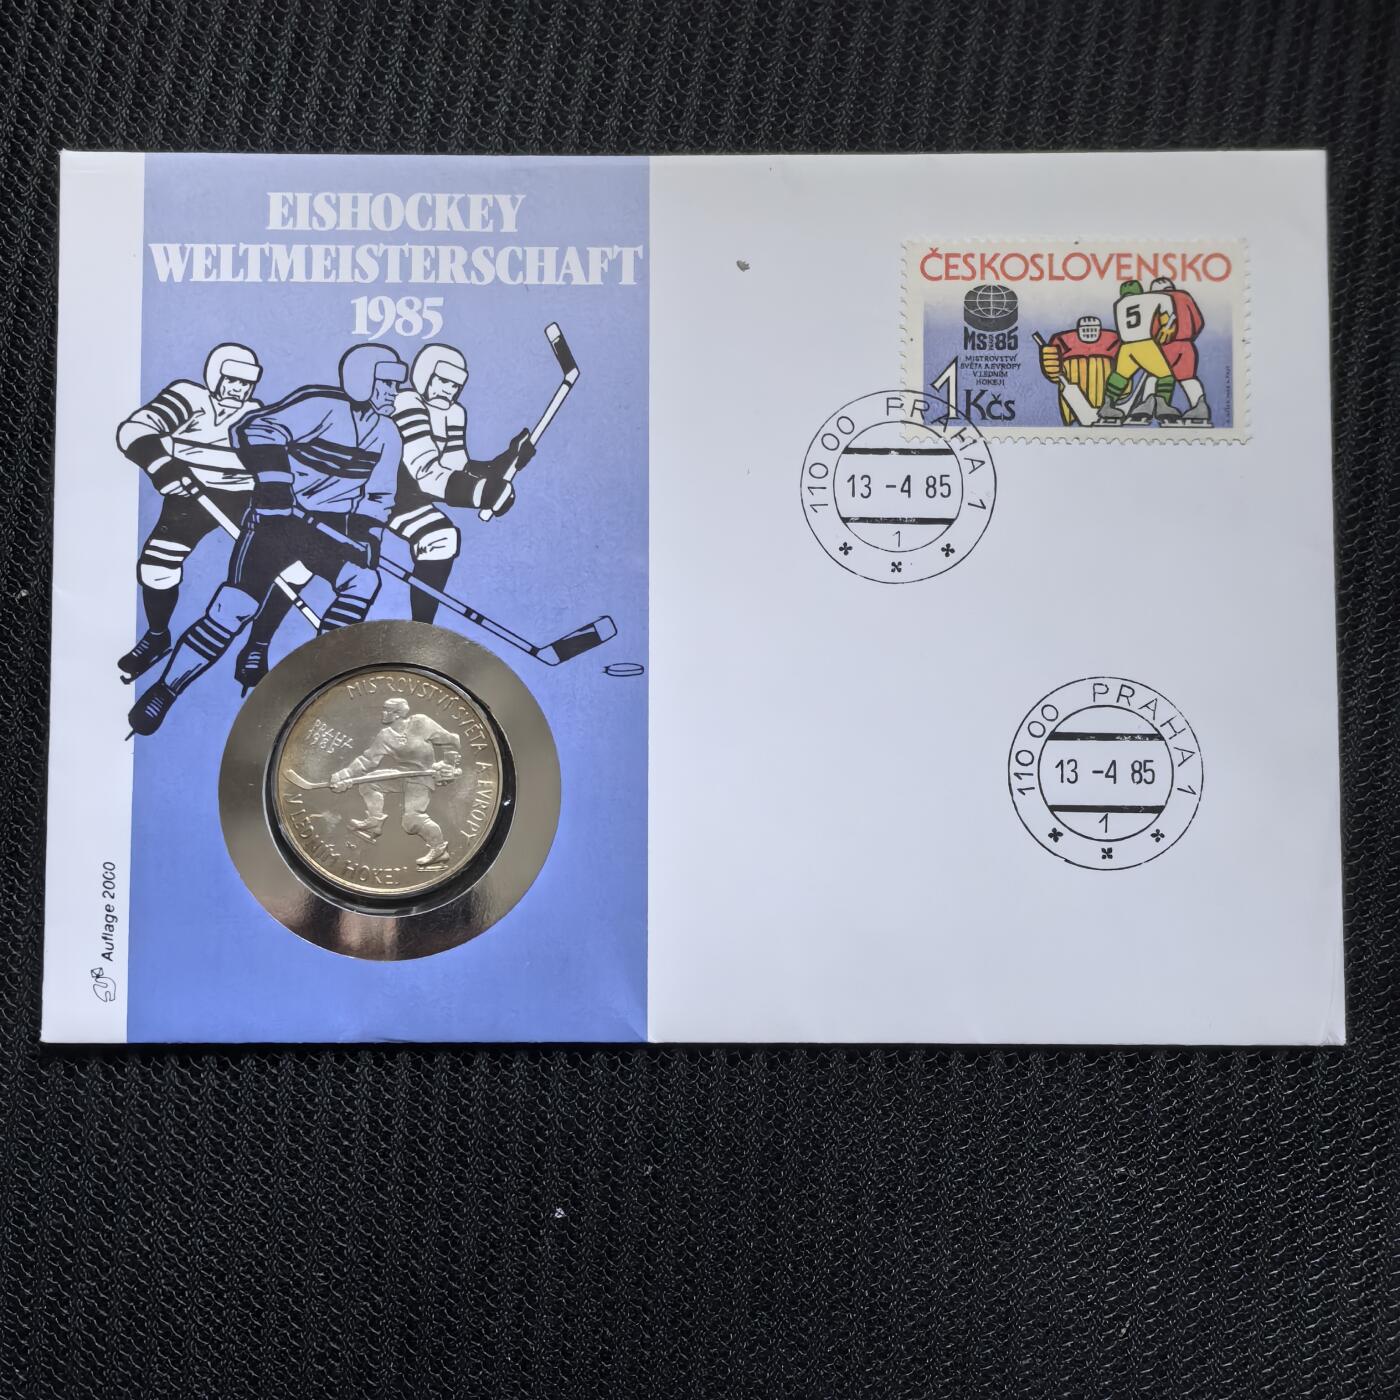 EISHOCKEY
WELTMEISTERSCHAFT
1985
ČESKOSLOVENSKO
MS 85
MISTROVSTVÍ
SVĚTA A EVROPY
V LEDNÍM
HOKEJI
1 Kčs
5
110 00 PRAHA 1
13 -4 85
1
110 00 PRAHA 1
13 -4 85
1
MISTROVSTVÍ SVĚTA A EVROPY
V LEDNÍM HOKEJI
PRAHA
1985
Auflage 2000